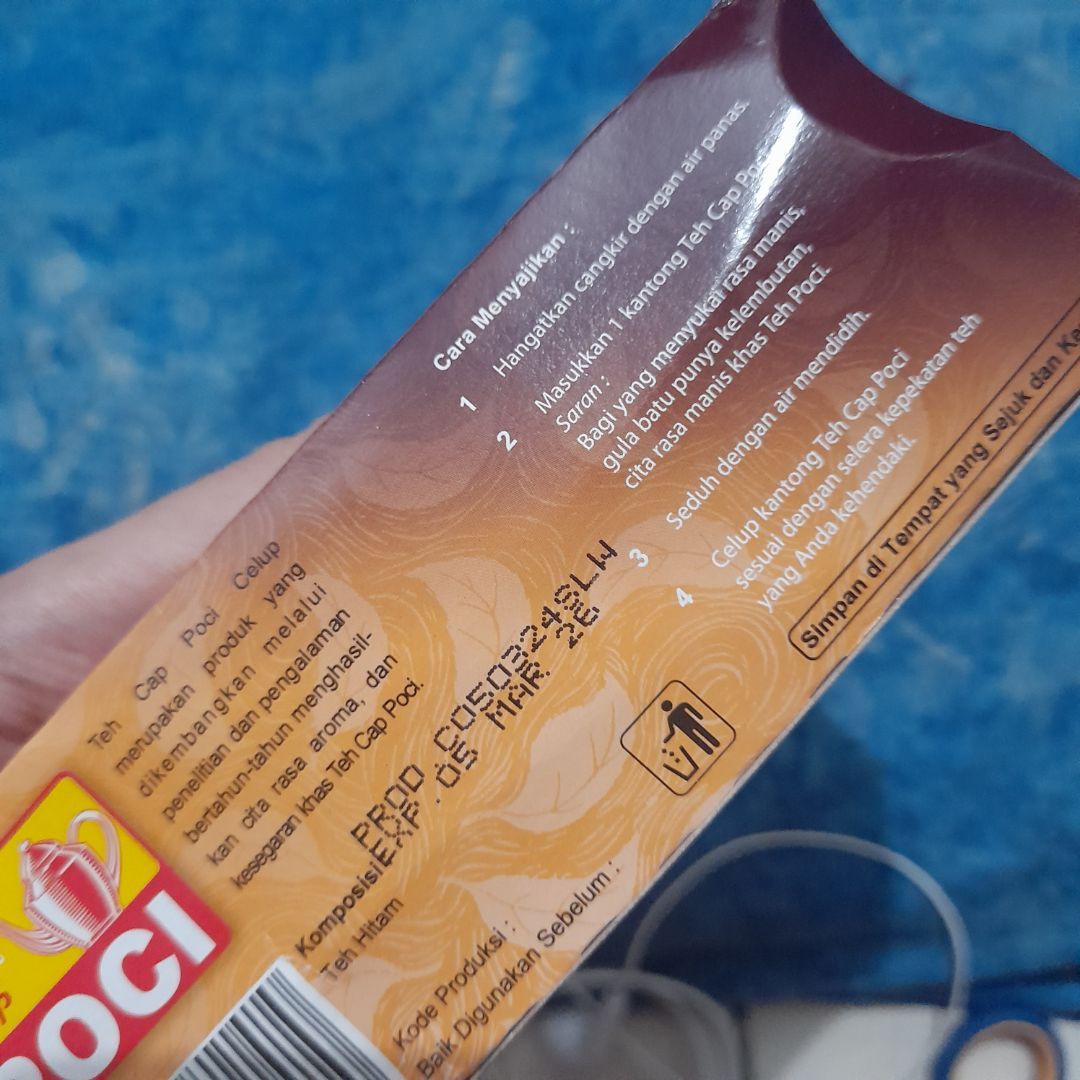 Cara Menyajikan :
1 Hangatkan cangkir dengan air panas.
2 Masukkan 1 kantong Teh Cap
Saran :
Bagi yang menyukai rasa manis,
gula batu punya kelembutan,
cita rasa manis khas Teh Poci.
3 Seduh dengan air mendidih.
4 Celup kantong Teh Cap Poci
sesuai dengan selera kepekatan teh
yang Anda kehendaki.
Simpan di Tempat yang Sejuk dan
Teh Cap Poci Celup
merupakan produk yang
dikembangkan melalui
penelitian dan pengalaman
bertahun-tahun menghasil-
kan cita rasa, aroma, dan
kesegaran khas Teh Cap Poci.
PROD C050324SLW
EXP.05 MAR 26
Komposisi
Teh Hitam
Kode Produksi :
Baik Digunakan Sebelum :
POCI